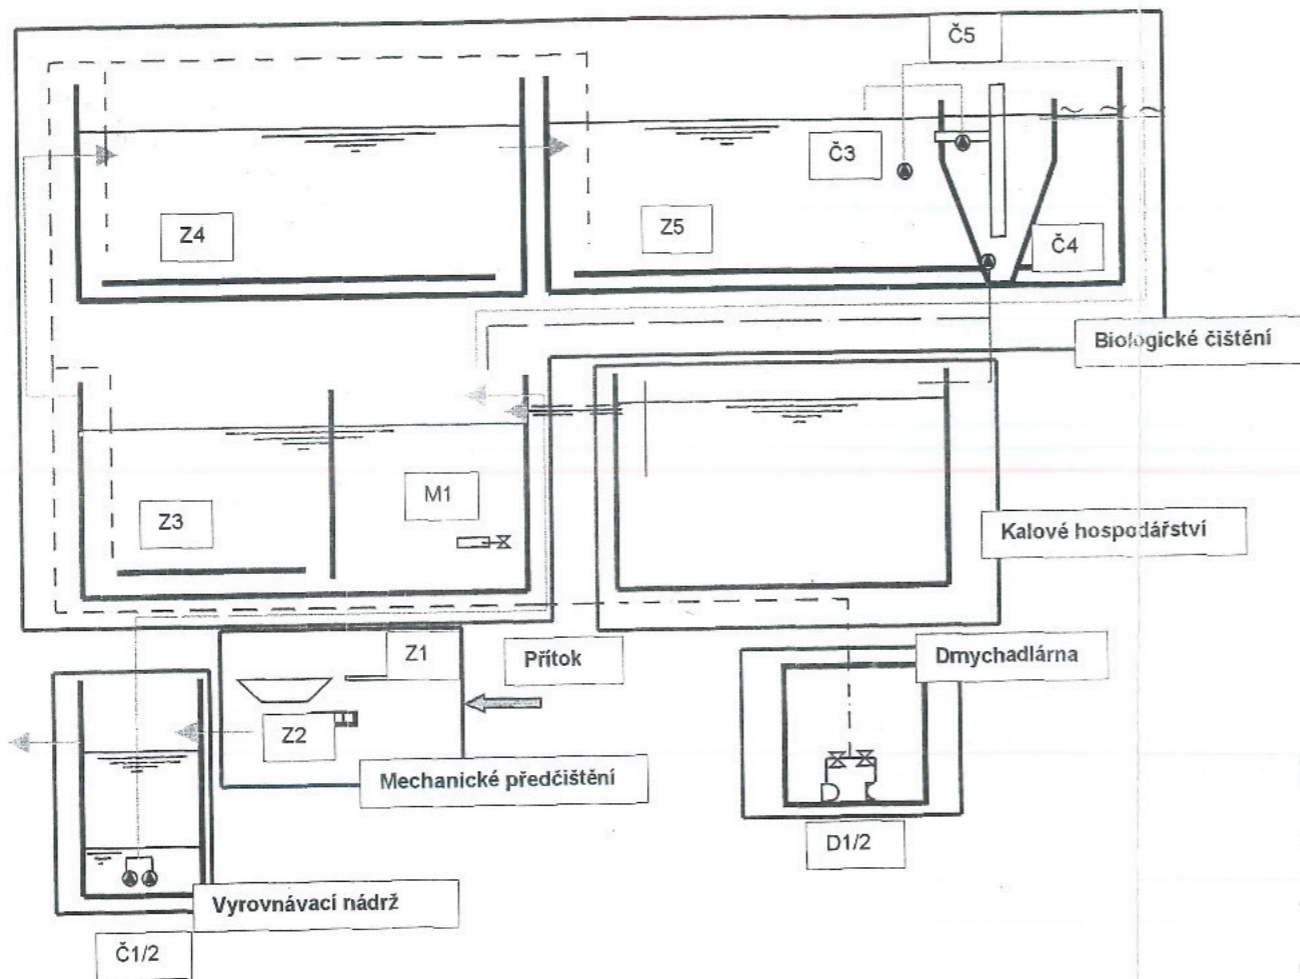 Č5
Č3
Z4
Z5
Č4
Biologické čištění
M1
Z3
Kalové hospodářství
Z1
Přítok
Dmychadlárna
Z2
Mechanické předčištění
D1/2
Vyrovnávací nádrž
Č1/2